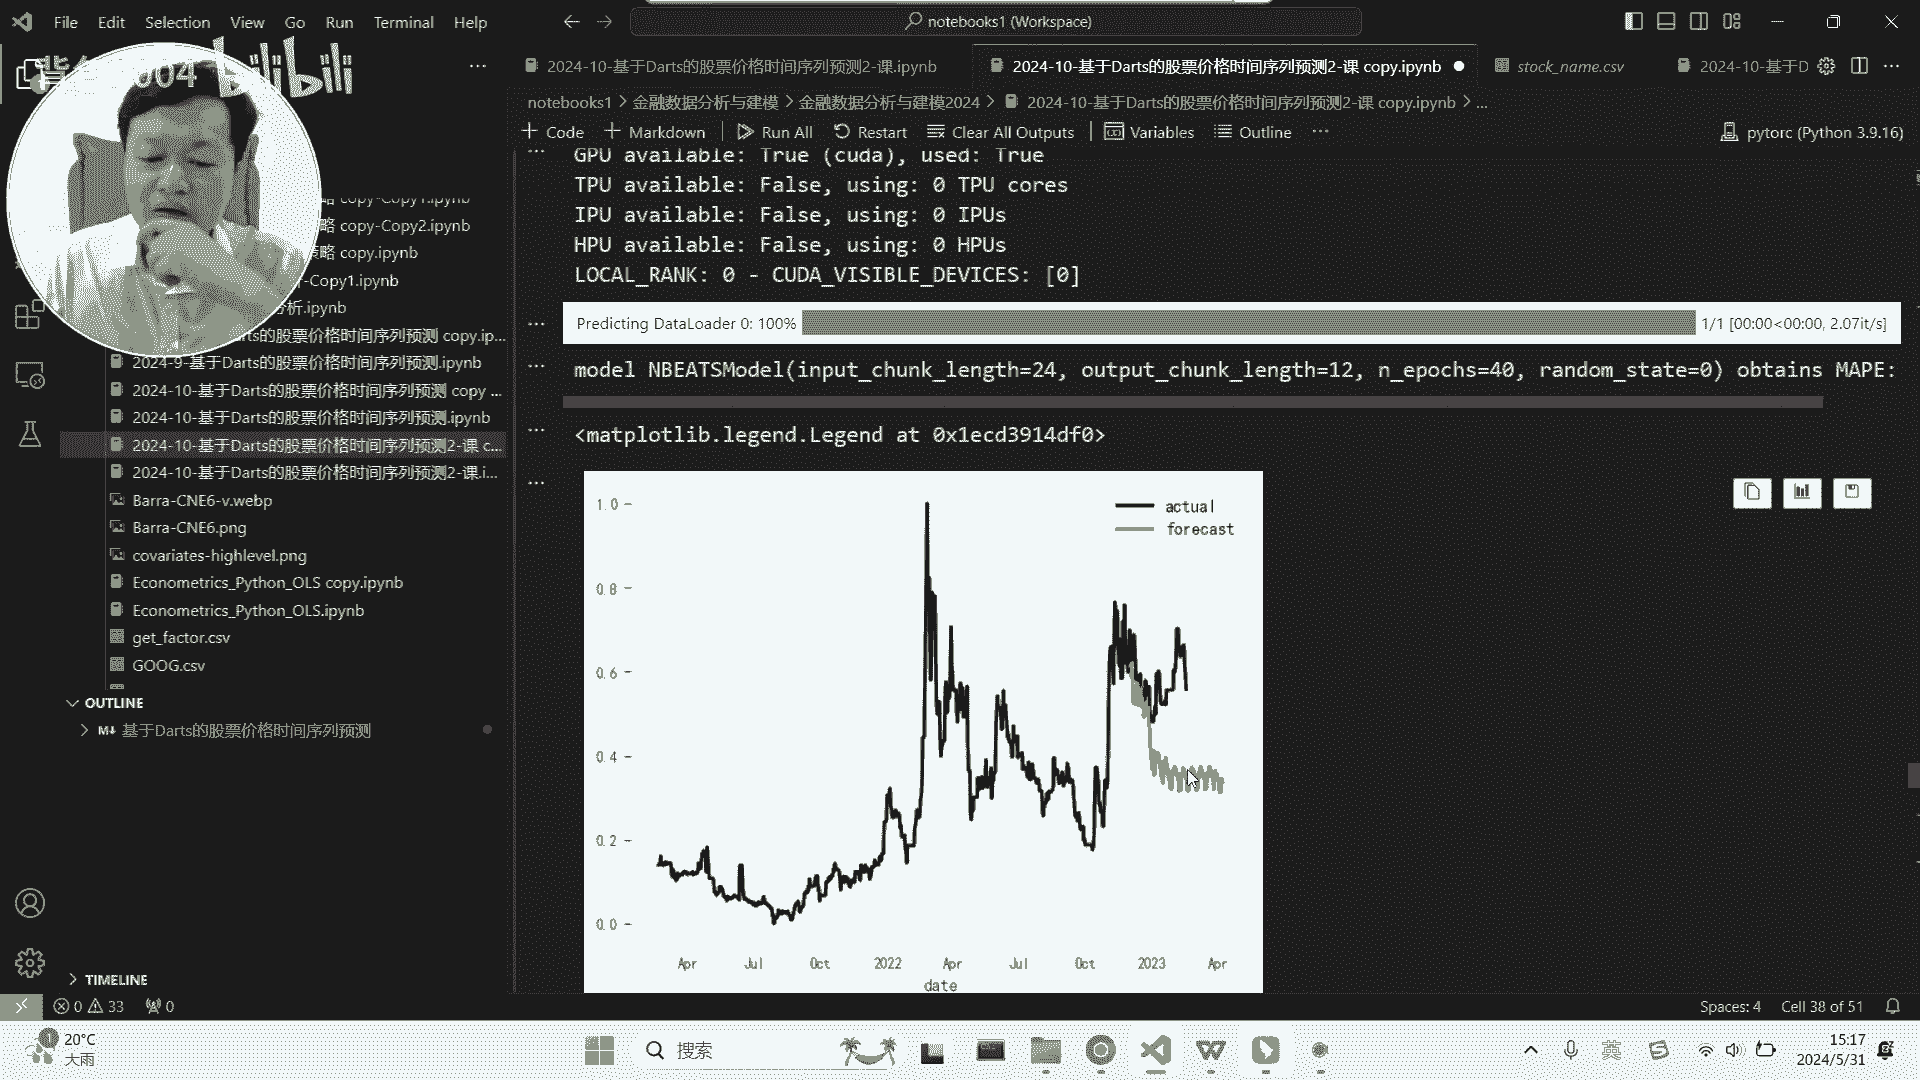 File Edit Selection View Go Run Terminal Help
notebooks1 (Workspace)
004 bilibili
2024-10-基于Darts的股票价格时间序列预测2-课.ipynb
2024-10-基于Darts的股票价格时间序列预测2-课 copy.ipynb
stock_name.csv
2024-10-基于D
notebooks1 > 金融数据分析与建模 > 金融数据分析与建模2024 > 2024-10-基于Darts的股票价格时间序列预测2-课 copy.ipynb > ...
Code Markdown Run All Restart Clear All Outputs Variables Outline ...
pytorc (Python 3.9.16)
略 copy-Copy1.ipynb
略 copy-Copy2.ipynb
策略 copy.ipynb
-Copy1.ipynb
分析.ipynb
rts的股票价格时间序列预测 copy.ip...
2024-9-基于Darts的股票价格时间序列预测.ipynb
2024-10-基于Darts的股票价格时间序列预测 copy ...
2024-10-基于Darts的股票价格时间序列预测.ipynb
2024-10-基于Darts的股票价格时间序列预测2-课 c...
2024-10-基于Darts的股票价格时间序列预测2-课.i...
Barra-CNE6-v.webp
Barra-CNE6.png
covariates-highlevel.png
Econometrics_Python_OLS copy.ipynb
Econometrics_Python_OLS.ipynb
get_factor.csv
GOOG.csv
OUTLINE
基于Darts的股票价格时间序列预测
TIMELINE
GPU available: True (cuda), used: True
TPU available: False, using: 0 TPU cores
IPU available: False, using: 0 IPUs
HPU available: False, using: 0 HPUs
LOCAL_RANK: 0 - CUDA_VISIBLE_DEVICES: [0]
Predicting DataLoader 0: 100% 1/1 [00:00<00:00, 2.07it/s]
model NBEATSModel(input_chunk_length=24, output_chunk_length=12, n_epochs=40, random_state=0) obtains MAPE:
<matplotlib.legend.Legend at 0x1ecd3914df0>
actual
forecast
1.0
0.8
0.6
0.4
0.2
0.0
Apr Jul Oct 2022 Apr Jul Oct 2023 Apr
date
0 33 0
Spaces: 4 Cell 38 of 51
1 20°C
大雨
搜索
英
15:17
2024/5/31